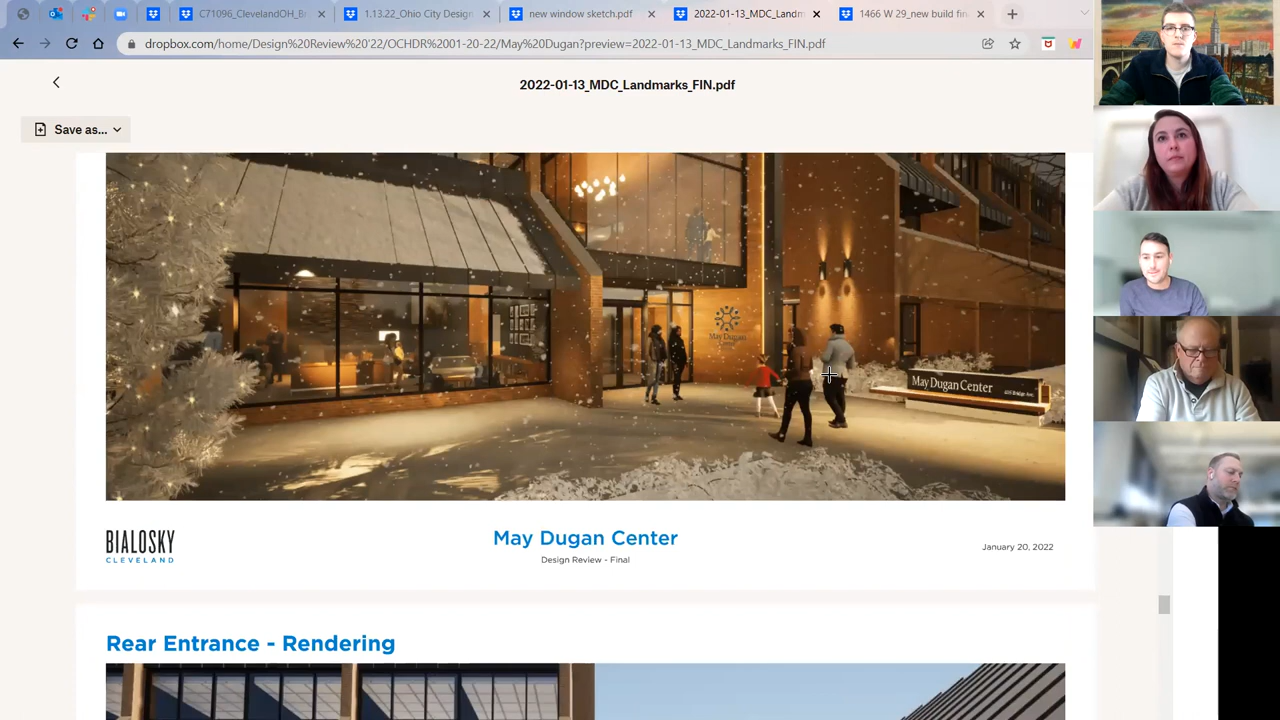 C71096_ClevelandOH_B
1.13.22_Ohio City Design
new window sketch.pdf
2022-01-13_MDC_Landm
1466 W 29_new build fin
dropbox.com/home/Design%20Review%20'22/OCHDR%2001-20-22/May%20Dugan?preview=2022-01-13_MDC_Landmarks_FIN.pdf
2022-01-13_MDC_Landmarks_FIN.pdf
Save as...
May Dugan
Center
May Dugan Center
BIALOSKY
CLEVELAND
May Dugan Center
Design Review - Final
January 20, 2022
Rear Entrance - Rendering